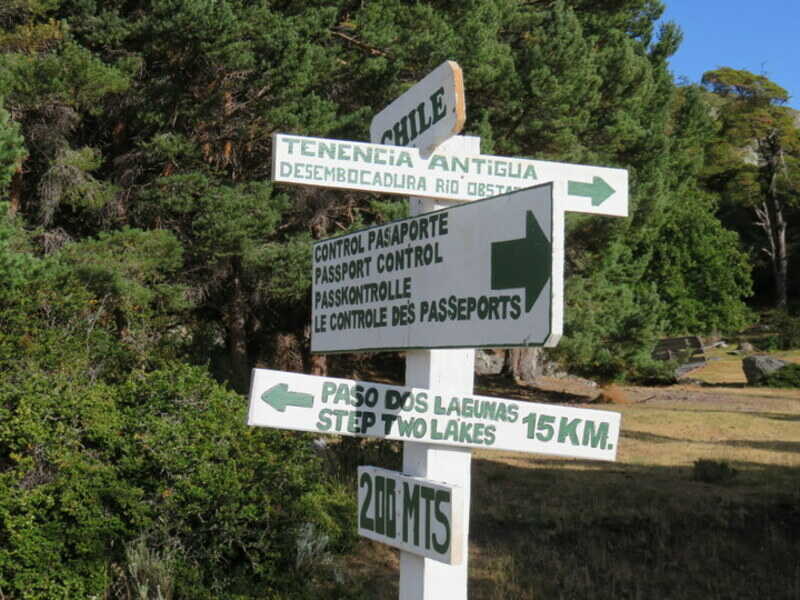 CHILE
TENENCIA ANTIGUA
DESEMBOCADURA RIO
CONTROL PASAPORTE
PASSPORT CONTROL
PASSKONTROLLE
LE CONTROLE DES PASSEPORTS
PASO DOS LAGUNAS 15 KM.
STEP TWO LAKES
200 MTS